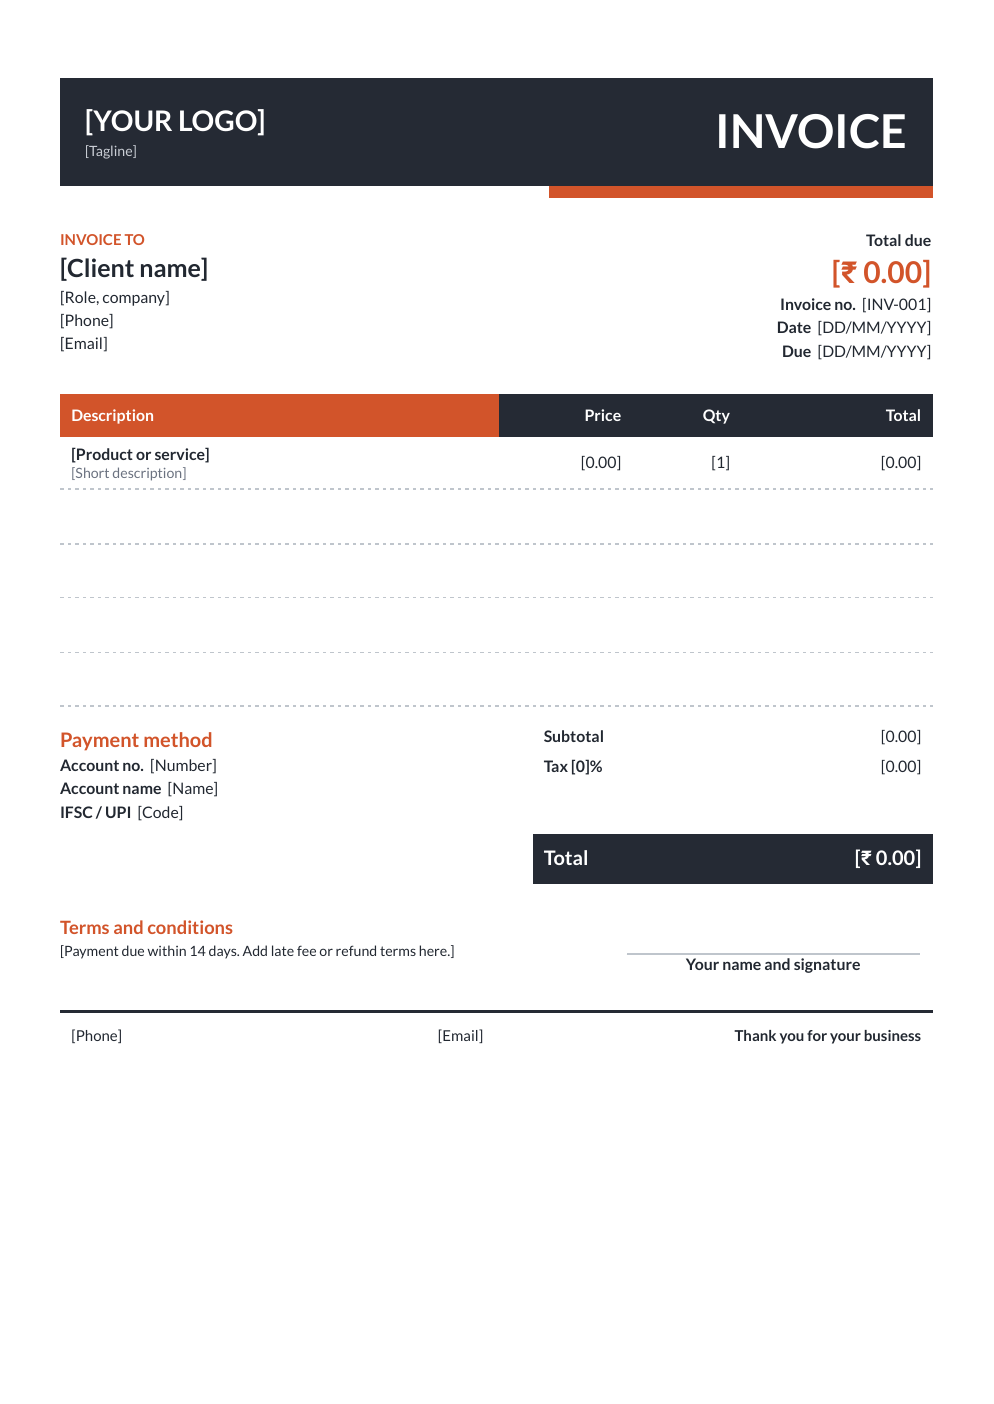 [YOUR LOGO]
[Tagline]
INVOICE
INVOICE TO
[Client name]
[Role, company]
[Phone]
[Email]
Total due
[₹ 0.00]
Invoice no. [INV-001]
Date [DD/MM/YYYY]
Due [DD/MM/YYYY]
Description Price Qty Total
[Product or service]
[Short description]
[0.00] [1] [0.00]
Payment method
Account no. [Number]
Account name [Name]
IFSC / UPI [Code]
Subtotal [0.00]
Tax [0]% [0.00]
Total [₹ 0.00]
Terms and conditions
[Payment due within 14 days. Add late fee or refund terms here.]
Your name and signature
[Phone] [Email] Thank you for your business